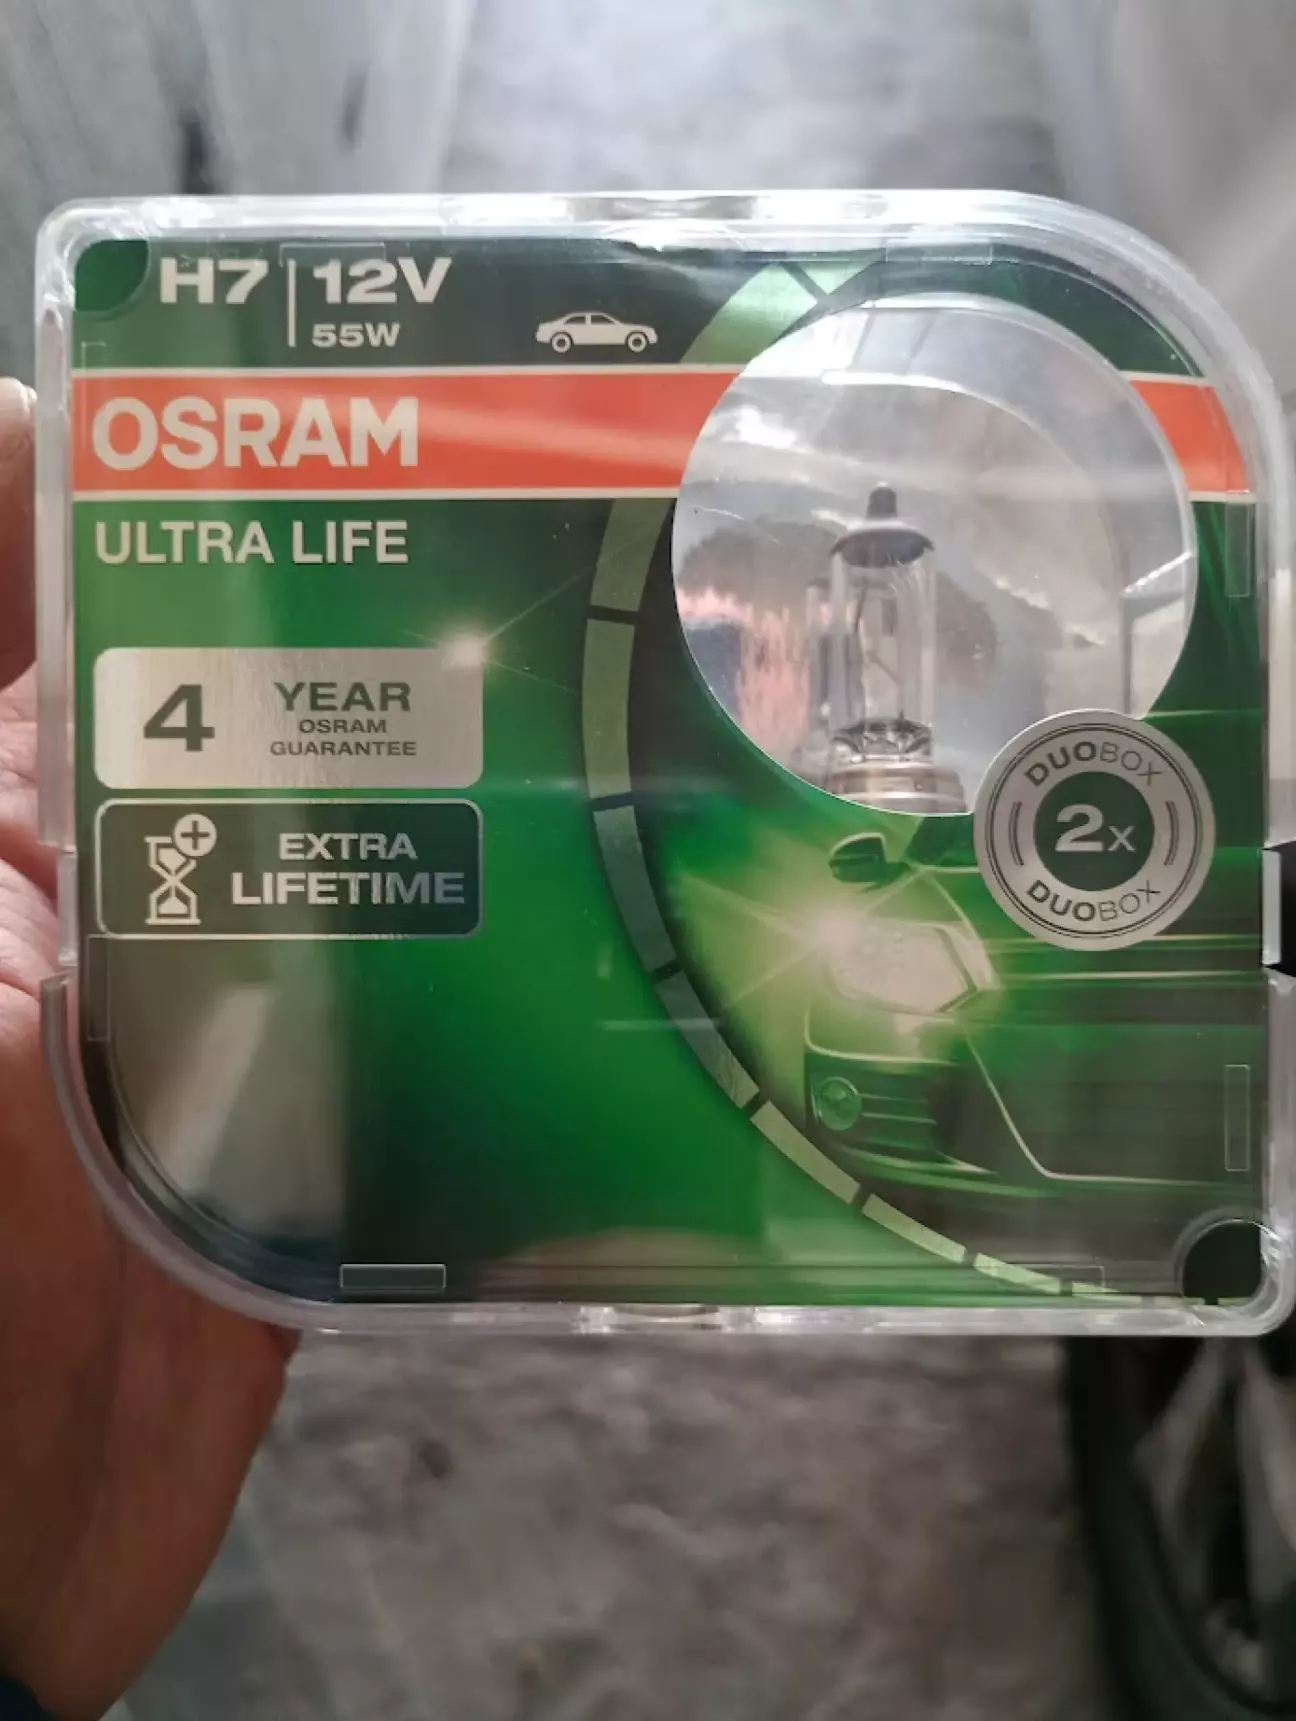 H7 | 12V
55W
OSRAM
ULTRA LIFE
4 YEAR
OSRAM
GUARANTEE
EXTRA
LIFETIME
DUOBOX
2x
DUOBOX